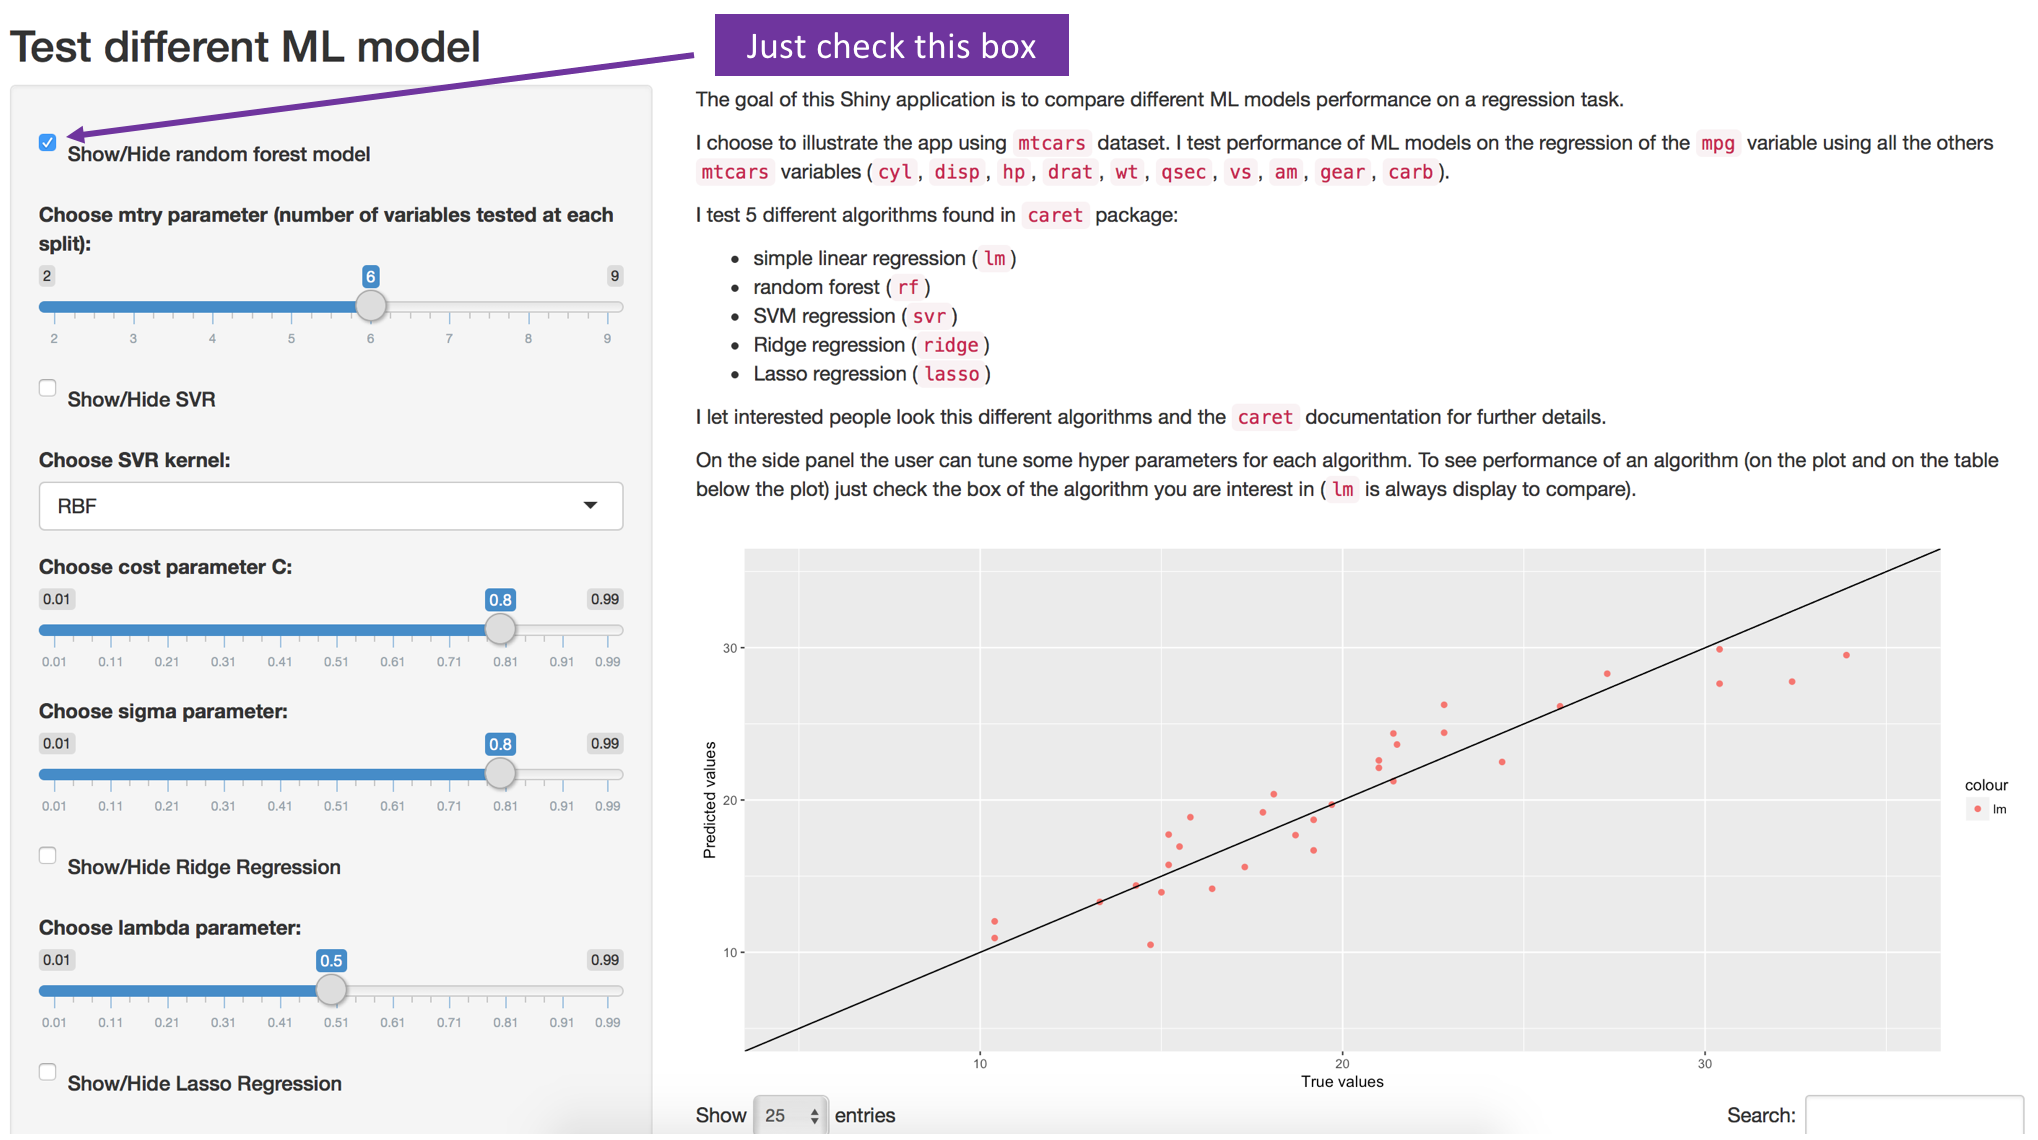 Test different ML model
Just check this box
Show/Hide random forest model
Choose mtry parameter (number of variables tested at each
split):
2 6 9
2 3 4 5 6 7 8 9
Show/Hide SVR
Choose SVR kernel:
RBF
Choose cost parameter C:
0.01 0.8 0.99
0.01 0.11 0.21 0.31 0.41 0.51 0.61 0.71 0.81 0.91 0.99
Choose sigma parameter:
0.01 0.8 0.99
0.01 0.11 0.21 0.31 0.41 0.51 0.61 0.71 0.81 0.91 0.99
Show/Hide Ridge Regression
Choose lambda parameter:
0.01 0.5 0.99
0.01 0.11 0.21 0.31 0.41 0.51 0.61 0.71 0.81 0.91 0.99
Show/Hide Lasso Regression
The goal of this Shiny application is to compare different ML models performance on a regression task.
I choose to illustrate the app using mtcars dataset. I test performance of ML models on the regression of the mpg variable using all the others
mtcars variables ( cyl , disp , hp , drat , wt , qsec , vs , am , gear , carb ).
I test 5 different algorithms found in caret package:
• simple linear regression ( lm )
• random forest ( rf )
• SVM regression ( svr )
• Ridge regression ( ridge )
• Lasso regression ( lasso )
I let interested people look this different algorithms and the caret documentation for further details.
On the side panel the user can tune some hyper parameters for each algorithm. To see performance of an algorithm (on the plot and on the table
below the plot) just check the box of the algorithm you are interest in ( lm is always display to compare).
Predicted values
30
20
10
10 20 30
True values
colour
lm
Show 25 entries
Search: